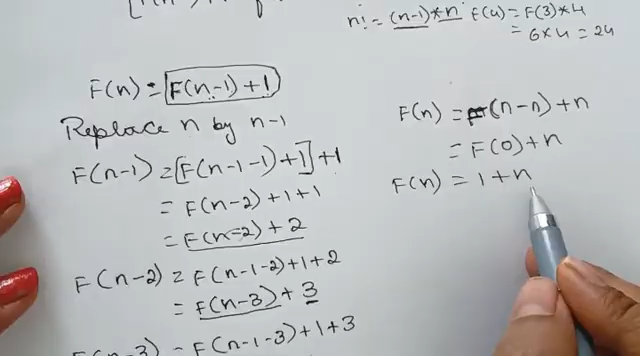 n! = (n-1)*n F(4) = F(3)*4
= 6*4 = 24
F(n) = F(n-1)+1
Replace n by n-1
F(n-1) = [F(n-1-1)+1]+1
= F(n-2)+1+1
= F(n-2)+2
F(n-2) = F(n-1-2)+1+2
= F(n-3)+3
= F(n-1-3)+1+3
F(n) = F(n-n)+n
= F(0)+n
F(n) = 1+n